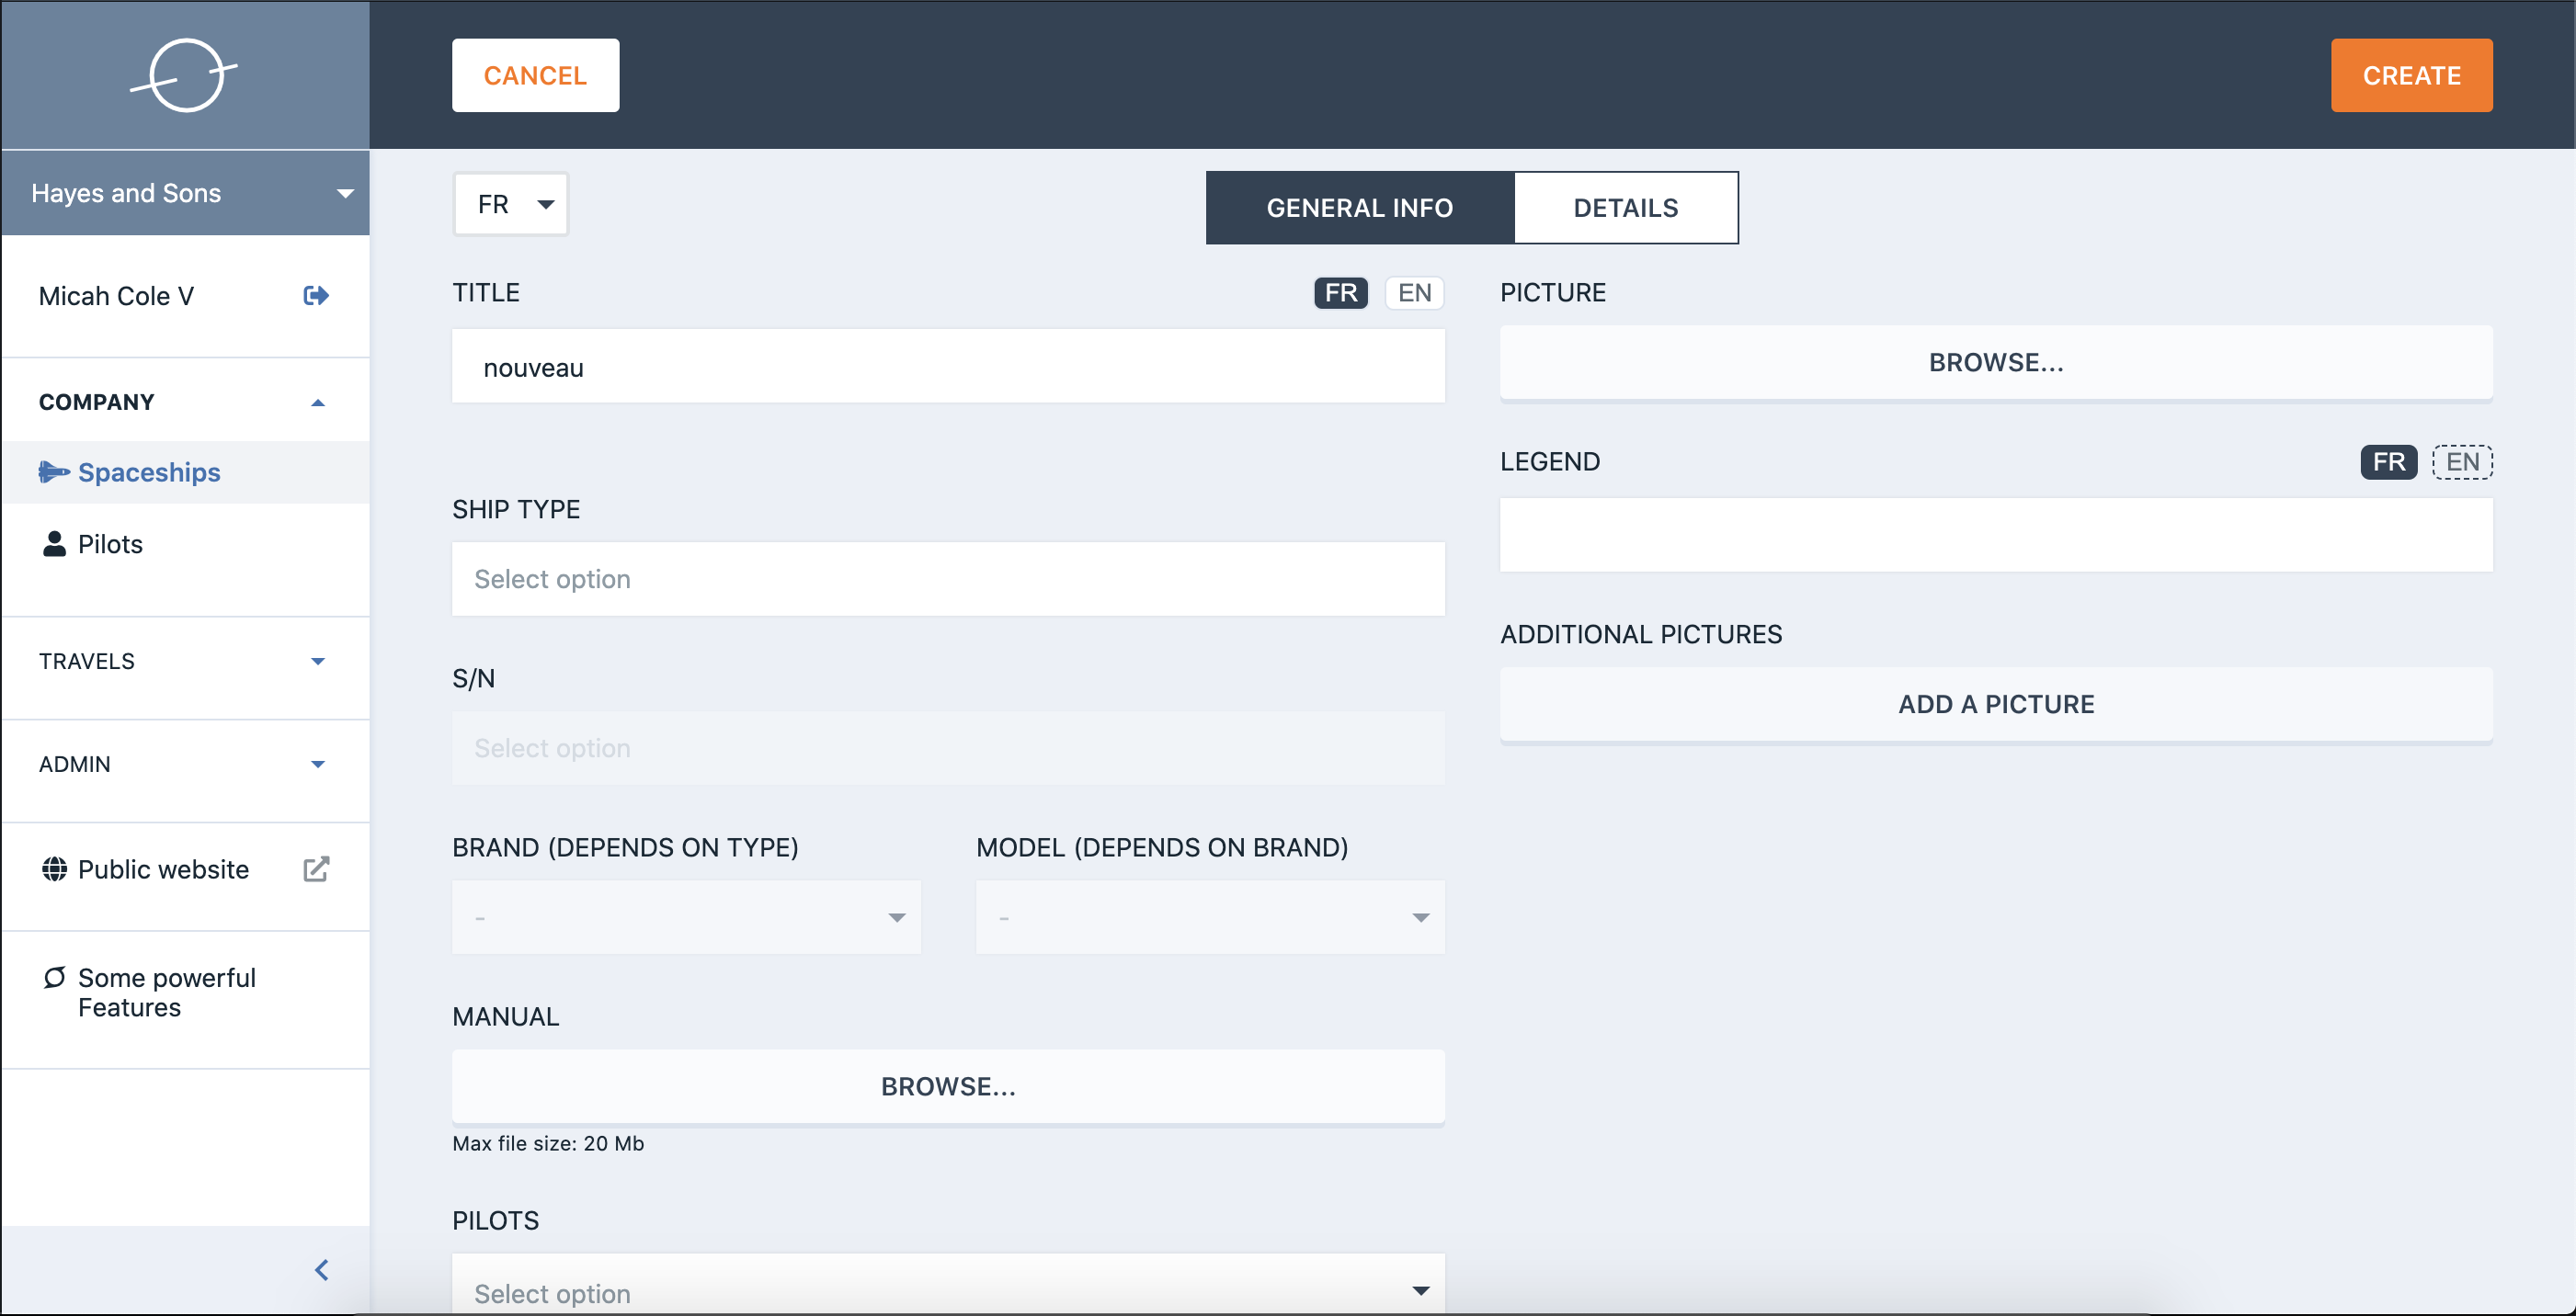 CANCEL
CREATE
Hayes and Sons
Micah Cole V
COMPANY
Spaceships
Pilots
TRAVELS
ADMIN
Public website
Some powerful
Features
FR
GENERAL INFO
DETAILS
TITLE
FR
EN
nouveau
SHIP TYPE
Select option
S/N
Select option
BRAND (DEPENDS ON TYPE)
MODEL (DEPENDS ON BRAND)
-
-
MANUAL
BROWSE...
Max file size: 20 Mb
PILOTS
Select option
PICTURE
BROWSE...
LEGEND
FR
EN
ADDITIONAL PICTURES
ADD A PICTURE